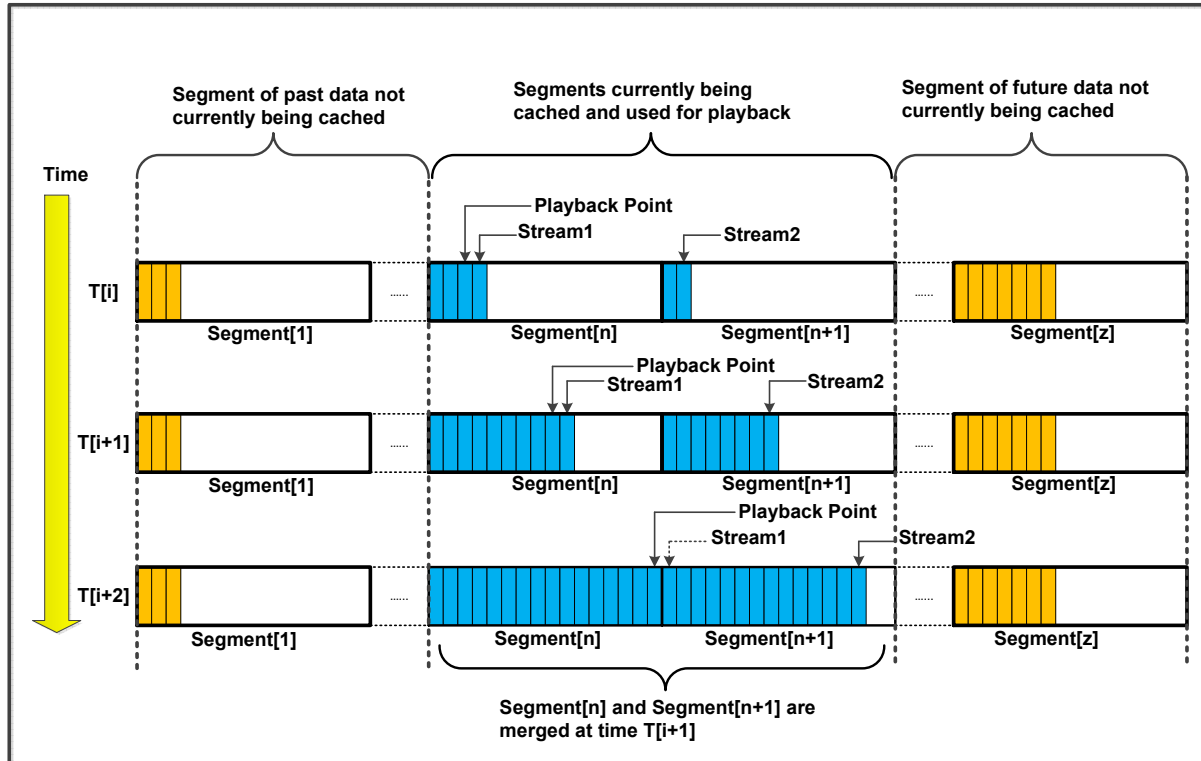 Segment of past data not
currently being cached
Segments currently being
cached and used for playback
Segment of future data not
currently being cached
Time
Playback Point
Stream1
Stream2
T[i]
......
......
Segment[1]
Segment[n]
Segment[n+1]
Segment[z]
Playback Point
Stream1
Stream2
T[i+1]
......
......
Segment[1]
Segment[n]
Segment[n+1]
Segment[z]
Playback Point
Stream1
Stream2
T[i+2]
......
......
Segment[1]
Segment[n]
Segment[n+1]
Segment[z]
Segment[n] and Segment[n+1] are
merged at time T[i+1]